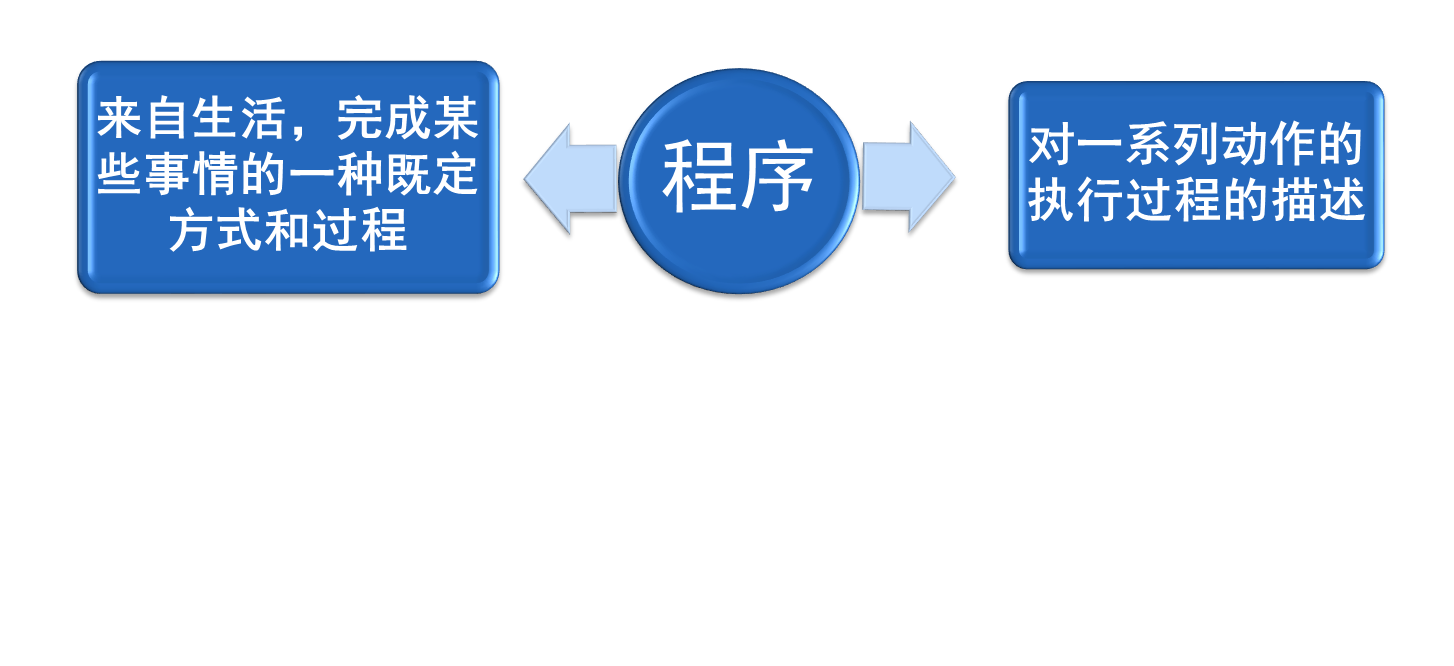 来自生活，完成某
些事情的一种既定
方式和过程
程序
对一系列动作的
执行过程的描述